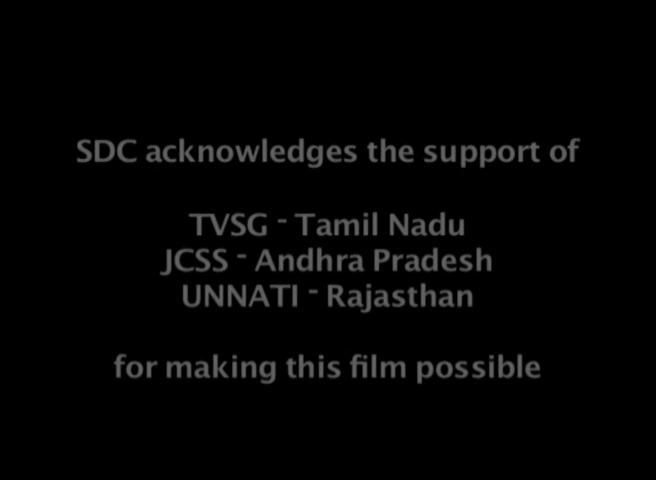 SDC acknowledges the support of
TVSG - Tamil Nadu
JCSS - Andhra Pradesh
UNNATI - Rajasthan
for making this film possible